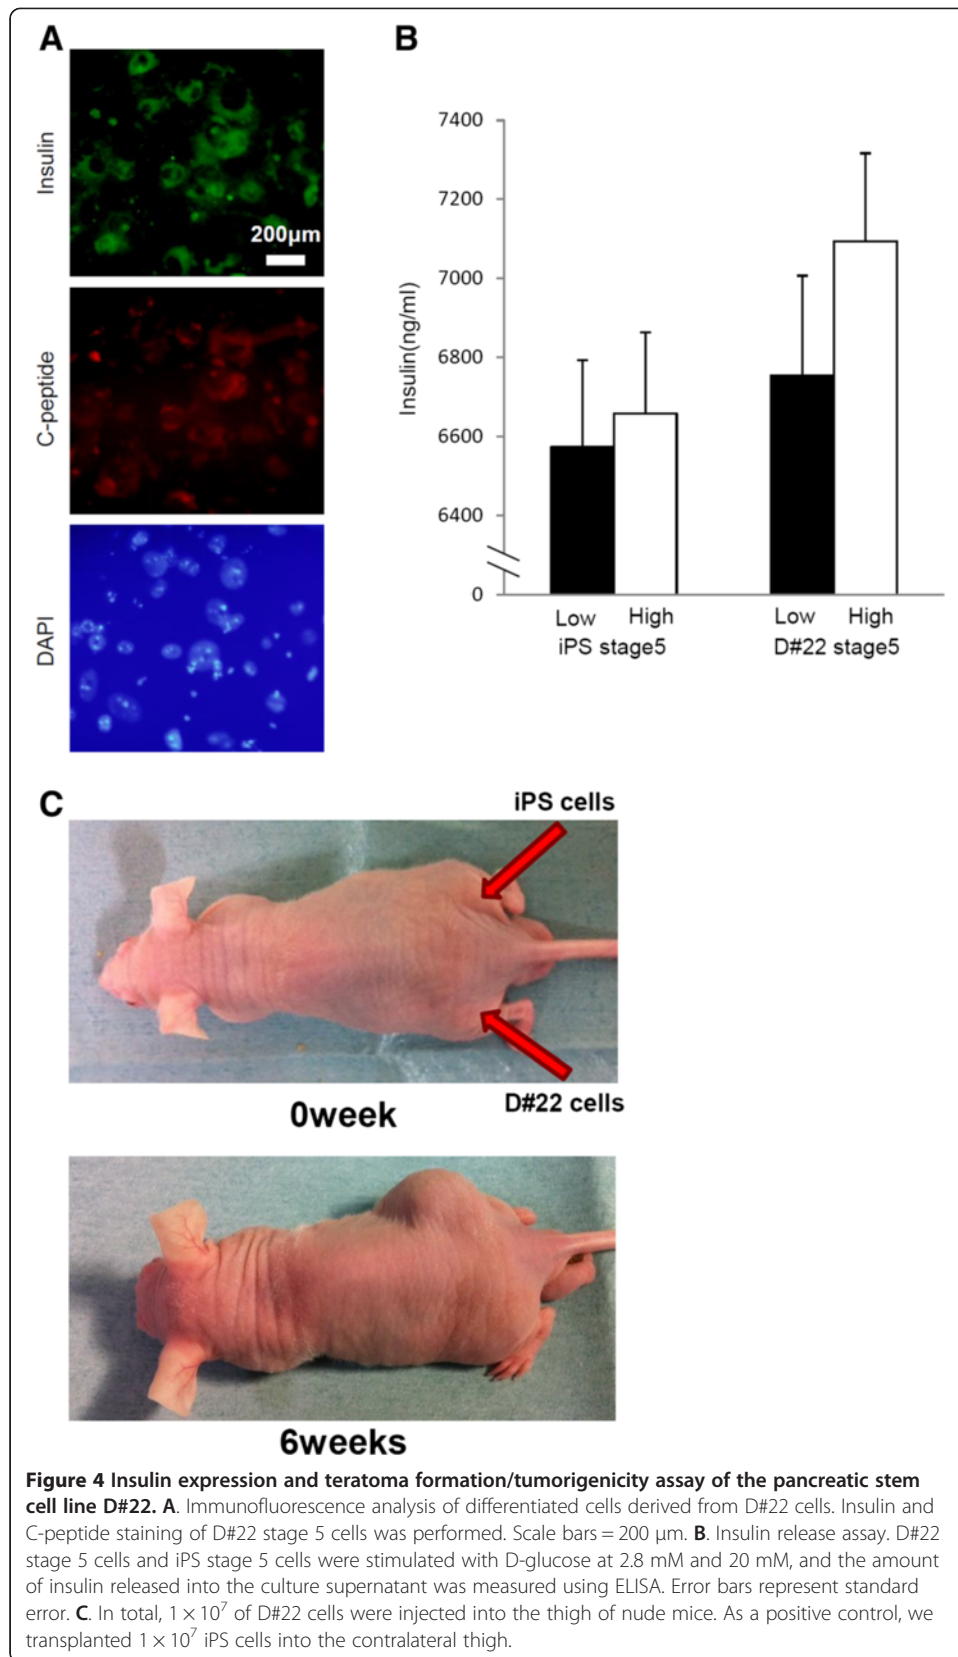 A
Insulin
200μm
C-peptide
DAPI
B
Insulin(ng/ml)
7400
7200
7000
6800
6600
6400
0
Low High Low High
iPS stage5 D#22 stage5
C
iPS cells
0week
D#22 cells
6weeks
Figure 4 Insulin expression and teratoma formation/tumorigenicity assay of the pancreatic stem
cell line D#22. A. Immunofluorescence analysis of differentiated cells derived from D#22 cells. Insulin and
C-peptide staining of D#22 stage 5 cells was performed. Scale bars = 200 μm. B. Insulin release assay. D#22
stage 5 cells and iPS stage 5 cells were stimulated with D-glucose at 2.8 mM and 20 mM, and the amount
of insulin released into the culture supernatant was measured using ELISA. Error bars represent standard
error. C. In total, 1 × 10⁷ of D#22 cells were injected into the thigh of nude mice. As a positive control, we
transplanted 1 × 10⁷ iPS cells into the contralateral thigh.